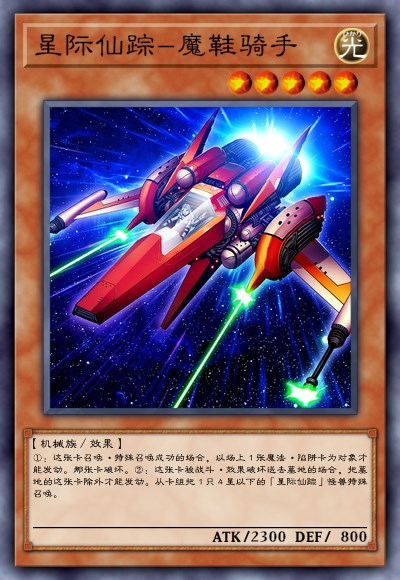 星际仙踪-魔鞋骑手
光
ひかり
【机械族/效果】
①：这张卡召唤·特殊召唤成功的场合，以场上1张魔法·陷阱卡为对象才
能发动。那张卡破坏。②：这张卡被战斗·效果破坏送去墓地的场合，把墓
地的这张卡除外才能发动。从卡组把1只4星以下的「星际仙踪」怪兽特殊
召唤。
ATK/2300 DEF/ 800